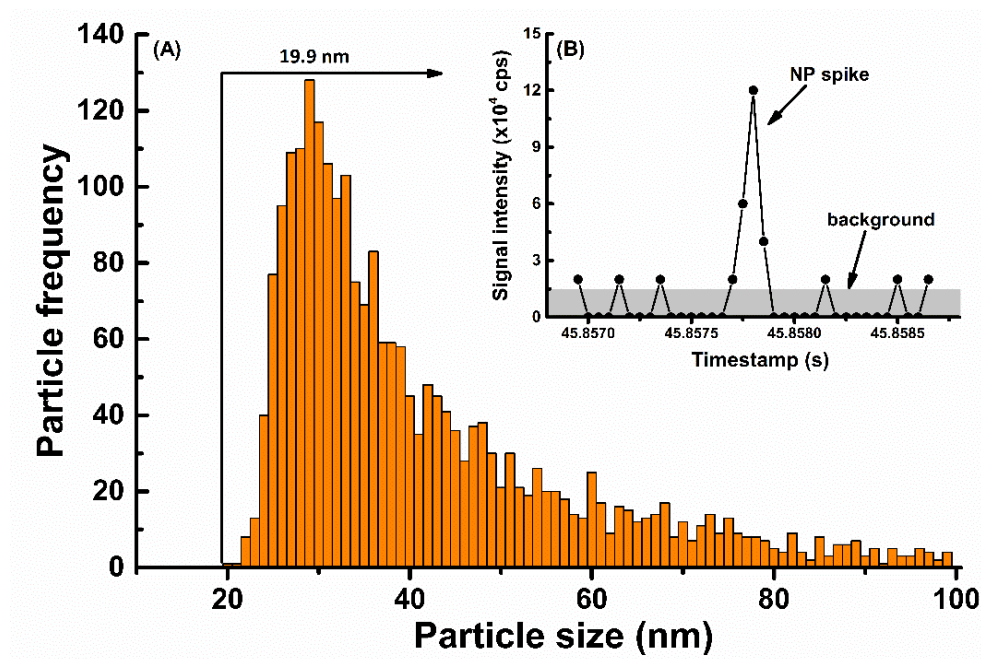 (A)
19.9 nm
Particle frequency
140
120
100
80
60
40
20
0
20
40
60
80
100
Particle size (nm)
(B)
NP spike
background
Signal intensity (x10⁴ cps)
15
12
9
6
3
0
45.8570
45.8575
45.8580
45.8585
Timestamp (s)